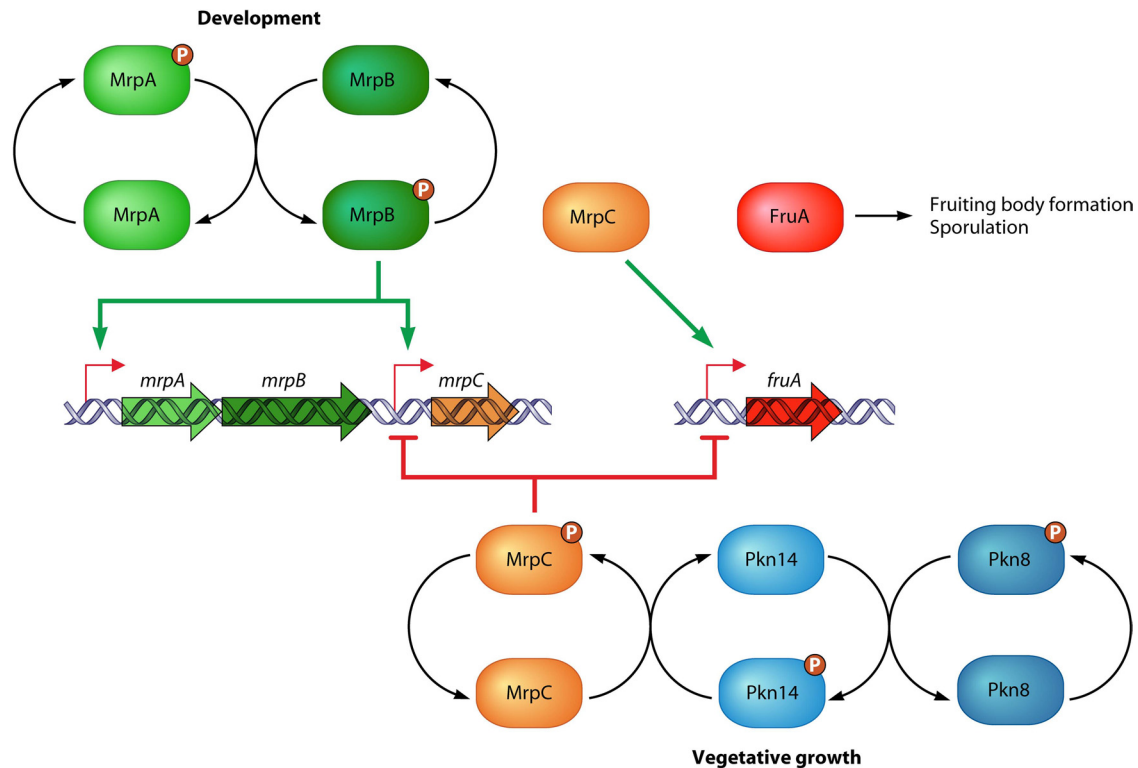 Development
MrpA
P
MrpB
MrpA
MrpB
P
MrpC
FruA
Fruiting body formation
Sporulation
mrpA
mrpB
mrpC
fruA
MrpC
P
Pkn14
Pkn8
P
MrpC
Pkn14
P
Pkn8
Vegetative growth